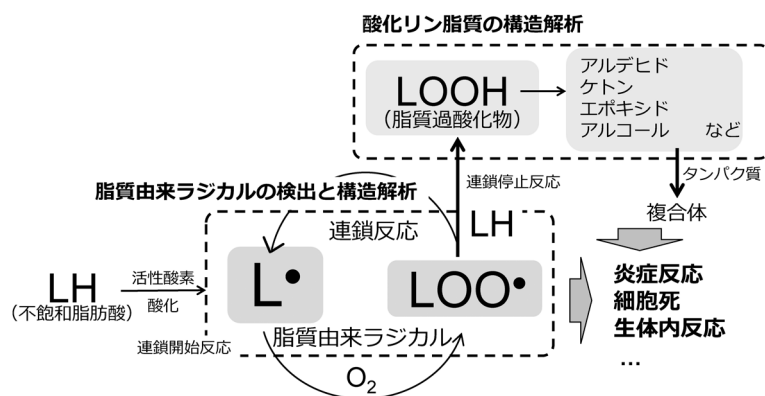 酸化リン脂質の構造解析
アルデヒド
ケトン
エポキシド
アルコール など
LOOH
(脂質過酸化物)
連鎖停止反応
タンパク質
脂質由来ラジカルの検出と構造解析
複合体
連鎖反応
LH
LH
(不飽和脂肪酸)
活性酸素
酸化
L•
LOO•
炎症反応
細胞死
生体内反応
…
連鎖開始反応
脂質由来ラジカル
O₂